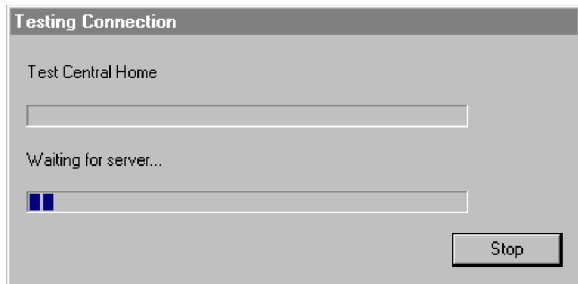 Testing Connection
Test Central Home
Waiting for server...
Stop